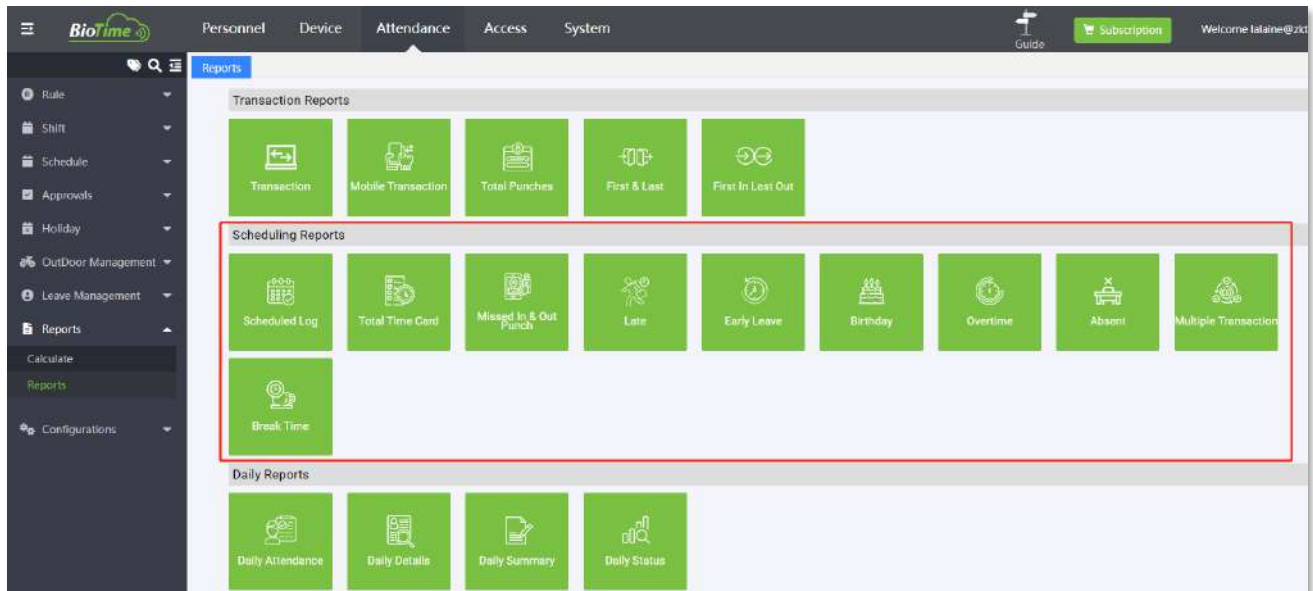 BioTime
Personnel Device Attendance Access System
Guide
Subscription
Welcome lalaine@zkt
Reports
Rule
Shift
Schedule
Approvals
Holiday
OutDoor Management
Leave Management
Reports
Calculate
Reports
Configurations
Transaction Reports
Transaction
Mobile Transaction
Total Punches
First & Last
First In Last Out
Scheduling Reports
Scheduled Log
Total Time Card
Missed In & Out
Punch
Late
Early Leave
Birthday
Overtime
Absent
Multiple Transaction
Break Time
Daily Reports
Daily Attendance
Daily Details
Daily Summary
Daily Status